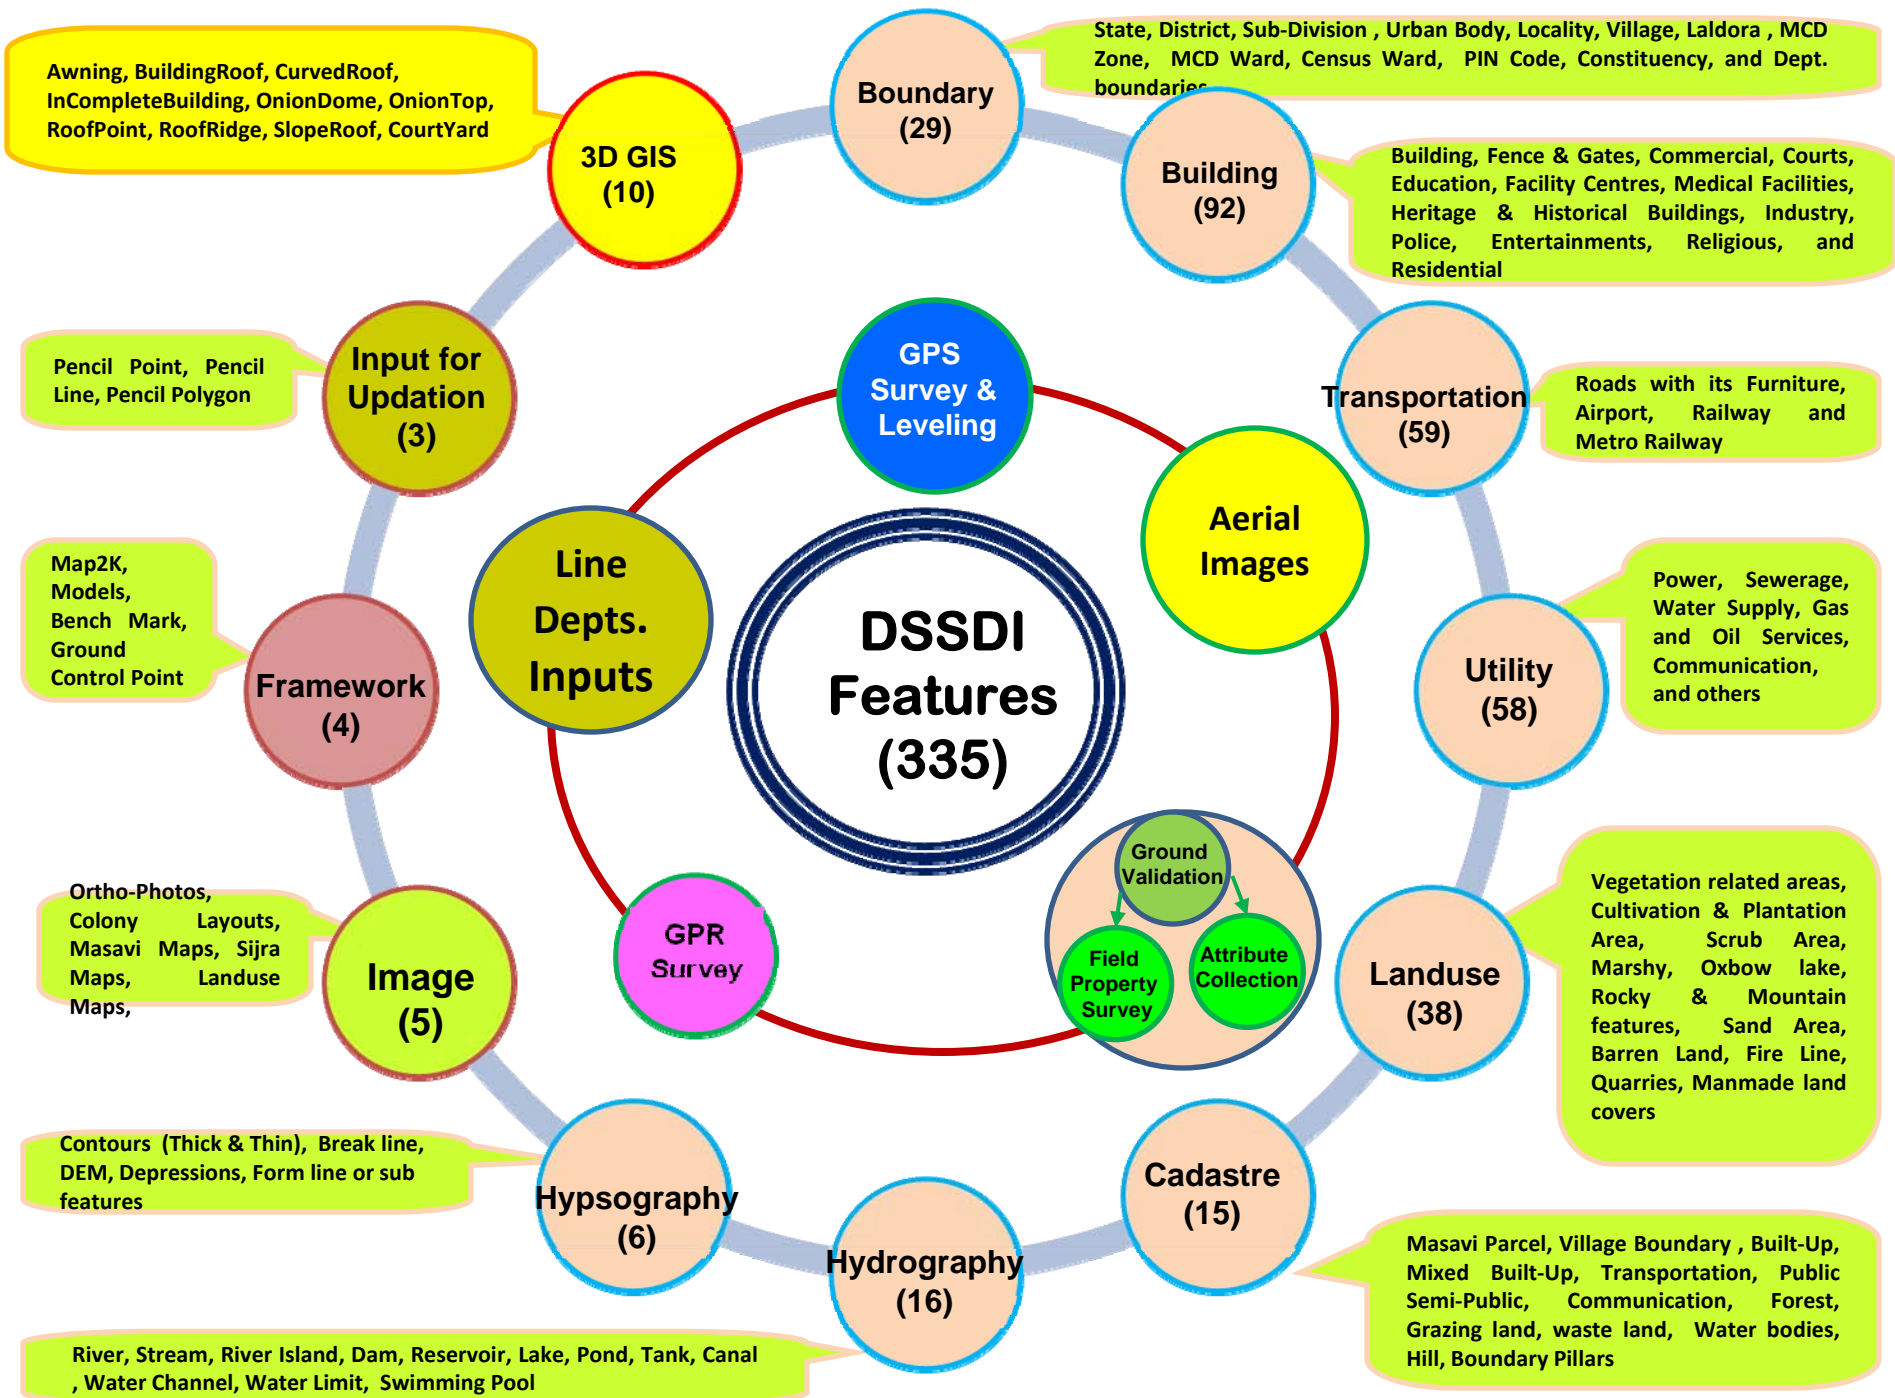 Awning, BuildingRoof, CurvedRoof,
InCompleteBuilding, OnionDome, OnionTop,
RoofPoint, RoofRidge, SlopeRoof, CourtYard
3D GIS
(10)
Boundary
(29)
State, District, Sub-Division , Urban Body, Locality, Village, Laldora , MCD
Zone, MCD Ward, Census Ward, PIN Code, Constituency, and Dept.
boundaries
Building
(92)
Building, Fence & Gates, Commercial, Courts,
Education, Facility Centres, Medical Facilities,
Heritage & Historical Buildings, Industry,
Police, Entertainments, Religious, and
Residential
Pencil Point, Pencil
Line, Pencil Polygon
Input for
Updation
(3)
GPS
Survey &
Leveling
Transportation
(59)
Roads with its Furniture,
Airport, Railway and
Metro Railway
Map2K,
Models,
Bench Mark,
Ground
Control Point
Framework
(4)
Line
Depts.
Inputs
DSSDI
Features
(335)
Aerial
Images
Utility
(58)
Power, Sewerage,
Water Supply, Gas
and Oil Services,
Communication,
and others
Ortho-Photos,
Colony Layouts,
Masavi Maps, Sijra
Maps, Landuse
Maps,
Image
(5)
GPR
Survey
Ground
Validation
Field
Property
Survey
Attribute
Collection
Landuse
(38)
Vegetation related areas,
Cultivation & Plantation
Area, Scrub Area,
Marshy, Oxbow lake,
Rocky & Mountain
features, Sand Area,
Barren Land, Fire Line,
Quarries, Manmade land
covers
Contours (Thick & Thin), Break line,
DEM, Depressions, Form line or sub
features
Hypsography
(6)
Hydrography
(16)
Cadastre
(15)
Masavi Parcel, Village Boundary , Built-Up,
Mixed Built-Up, Transportation, Public
Semi-Public, Communication, Forest,
Grazing land, waste land, Water bodies,
Hill, Boundary Pillars
River, Stream, River Island, Dam, Reservoir, Lake, Pond, Tank, Canal
, Water Channel, Water Limit, Swimming Pool